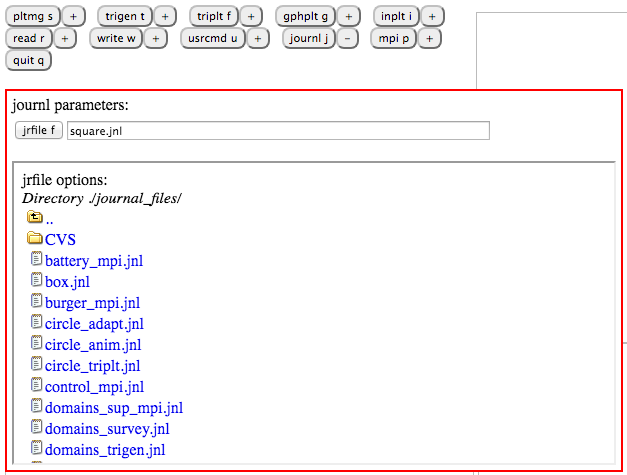 pltmg s + trigen t + triplt f + gphplt g + inplt i +
read r + write w + usrcmd u + journl j – mpi p +
quit q
journl parameters:
jrfile f square.jnl
jrfile options:
Directory ./journal_files/
..
CVS
battery_mpi.jnl
box.jnl
burger_mpi.jnl
circle_adapt.jnl
circle_anim.jnl
circle_triplt.jnl
control_mpi.jnl
domains_sup_mpi.jnl
domains_survey.jnl
domains_trigen.jnl